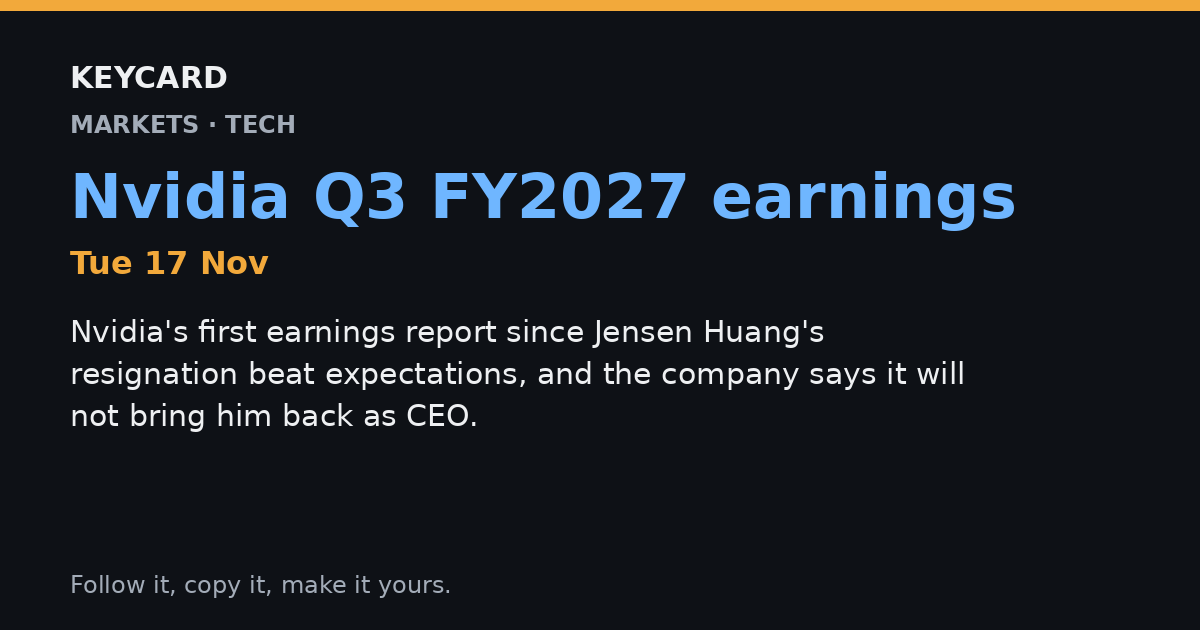 KEYCARD
MARKETS · TECH
Nvidia Q3 FY2027 earnings
Tue 17 Nov
Nvidia's first earnings report since Jensen Huang's
resignation beat expectations, and the company says it will
not bring him back as CEO.
Follow it, copy it, make it yours.